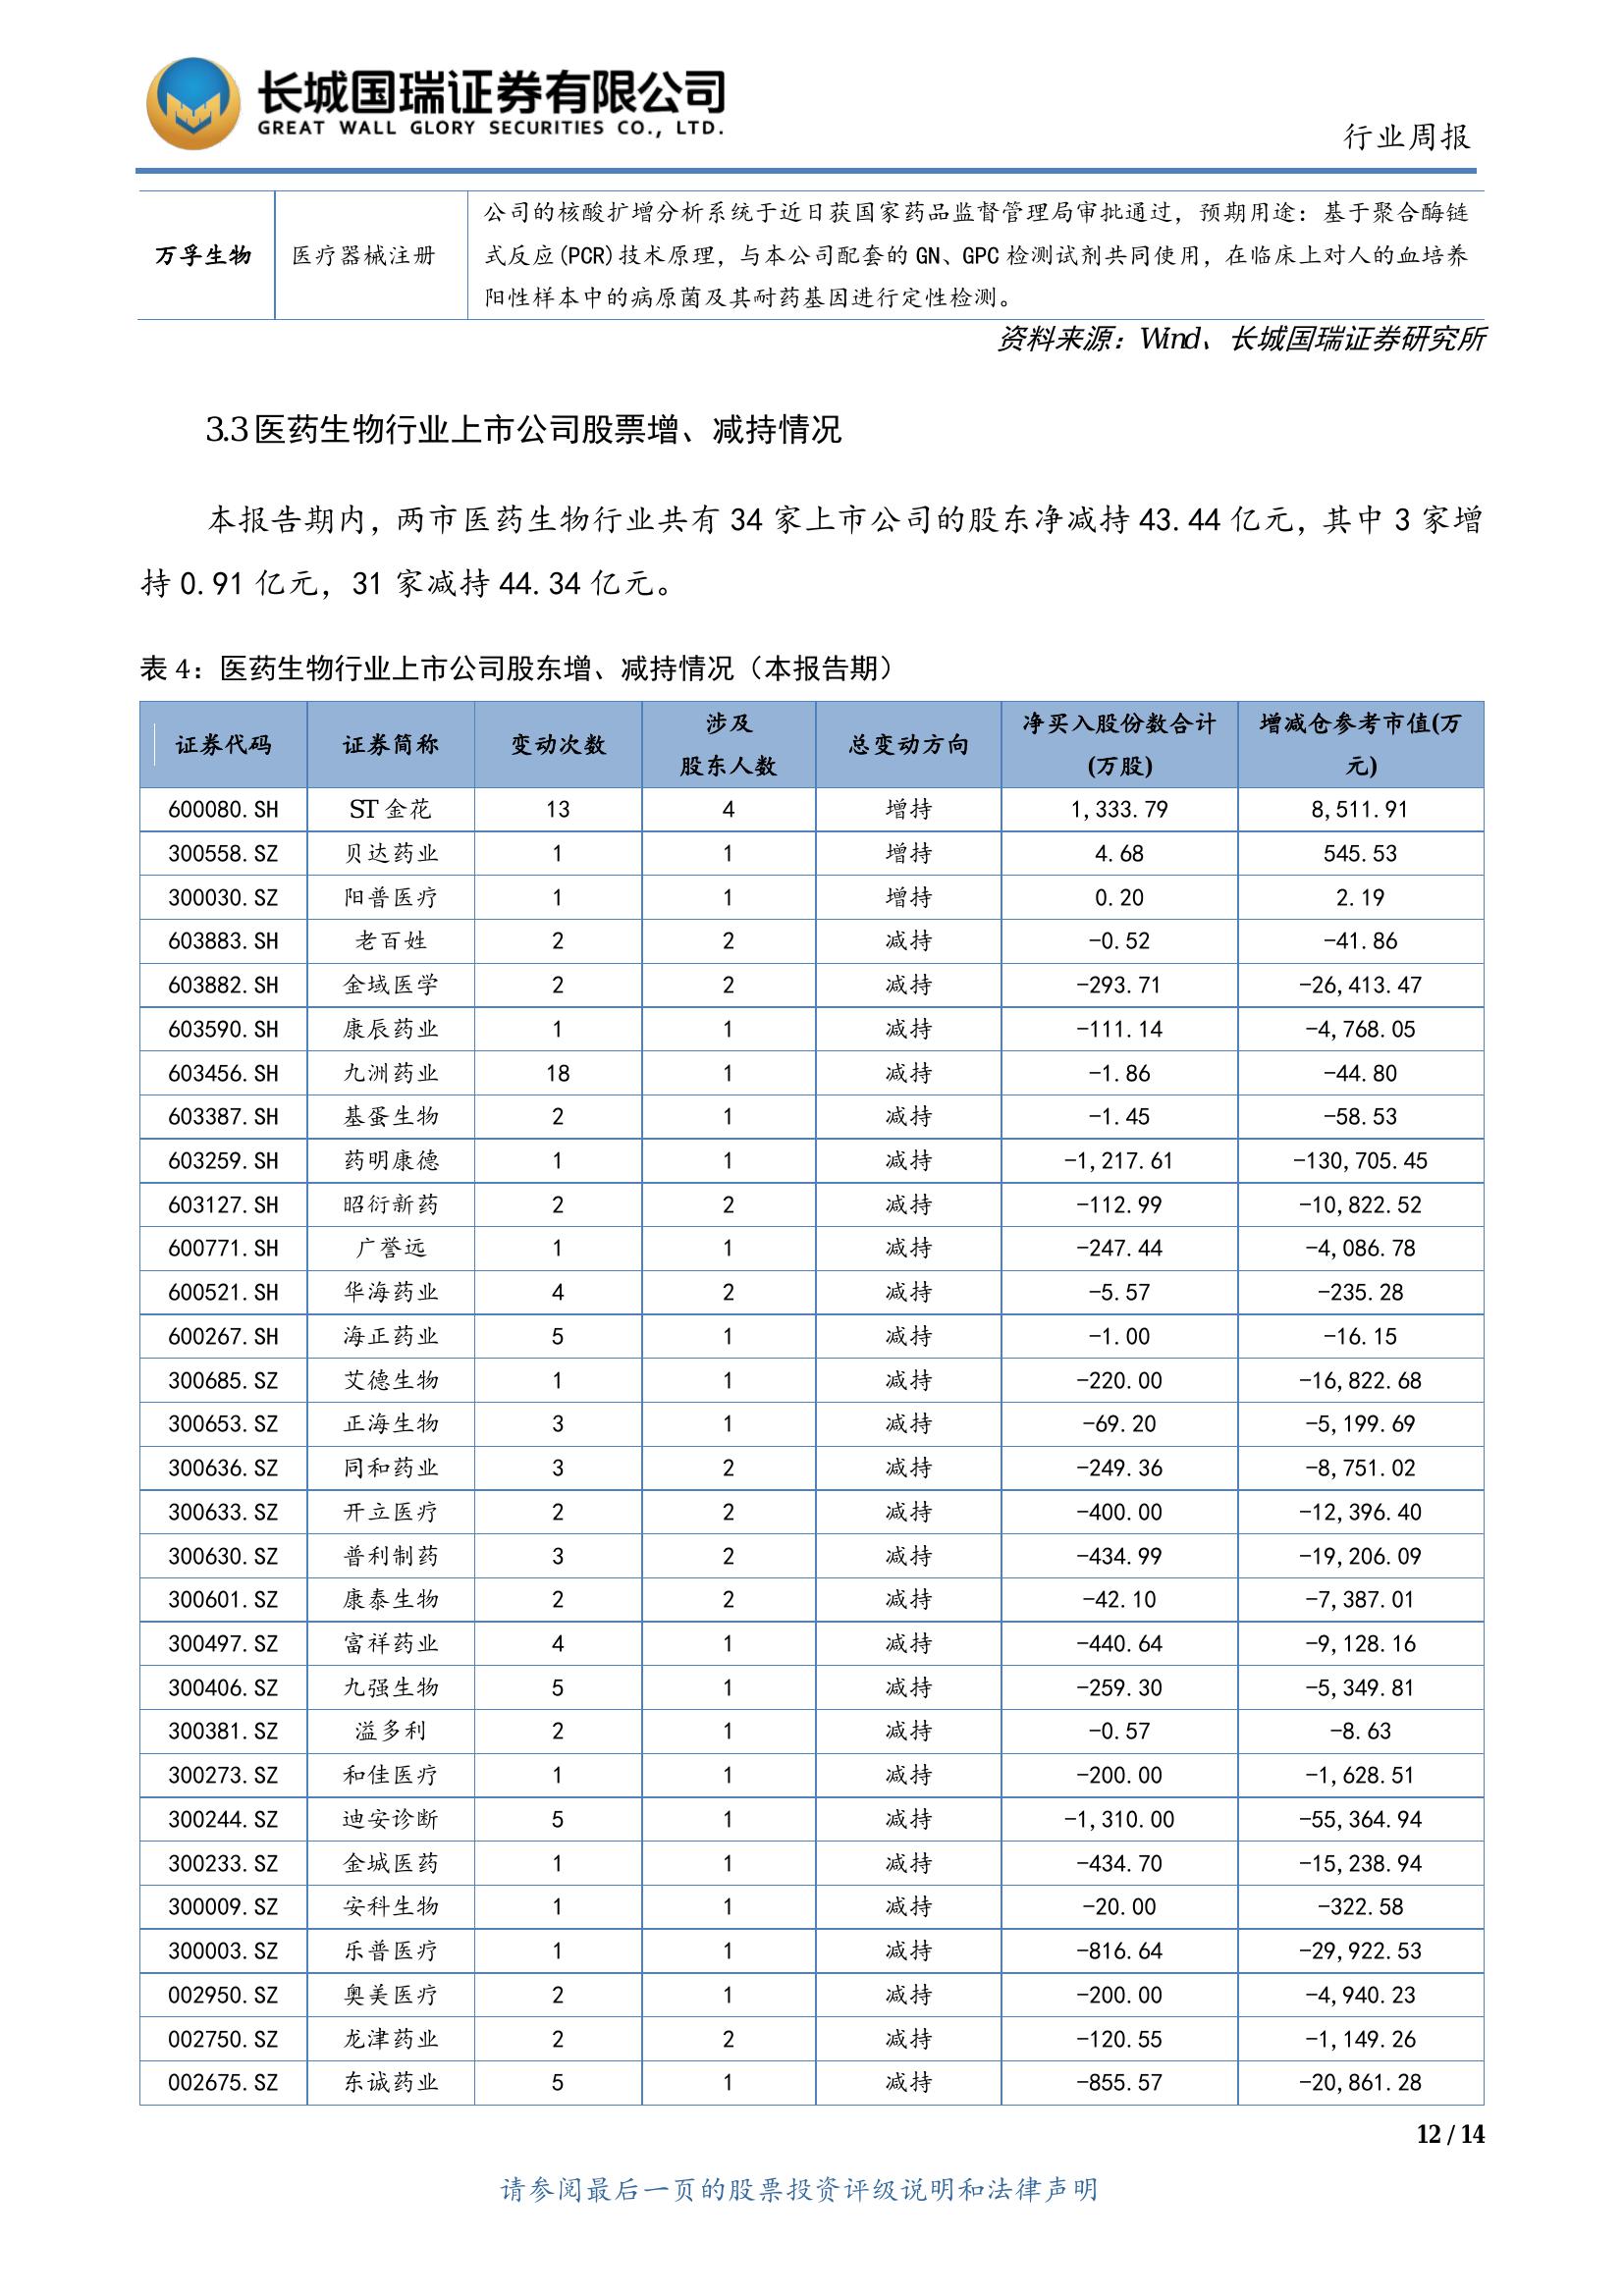 长城国瑞证券有限公司
GREAT WALL GLORY SECURITIES CO., LTD.
行业周报
公司的核酸扩增分析系统于近日获国家药品监督管理局审批通过，预期用途：基于聚合酶链
万孚生物 医疗器械注册 式反应(PCR)技术原理，与本公司配套的 GN、GPC 检测试剂共同使用，在临床上对人的血培养
阳性样本中的病原菌及其耐药基因进行定性检测。
资料来源：Wind、长城国瑞证券研究所
3.3 医药生物行业上市公司股票增、减持情况
本报告期内，两市医药生物行业共有 34 家上市公司的股东净减持 43.44 亿元，其中 3 家增
持 0.91 亿元，31 家减持 44.34 亿元。
表 4：医药生物行业上市公司股东增、减持情况（本报告期）
证券代码 证券简称 变动次数 涉及股东人数 总变动方向 净买入股份数合计(万股) 增减仓参考市值(万元)
600080.SH ST 金花 13 4 增持 1,333.79 8,511.91
300558.SZ 贝达药业 1 1 增持 4.68 545.53
300030.SZ 阳普医疗 1 1 增持 0.20 2.19
603883.SH 老百姓 2 2 减持 -0.52 -41.86
603882.SH 金域医学 2 2 减持 -293.71 -26,413.47
603590.SH 康辰药业 1 1 减持 -111.14 -4,768.05
603456.SH 九洲药业 18 1 减持 -1.86 -44.80
603387.SH 基蛋生物 2 1 减持 -1.45 -58.53
603259.SH 药明康德 1 1 减持 -1,217.61 -130,705.45
603127.SH 昭衍新药 2 2 减持 -112.99 -10,822.52
600771.SH 广誉远 1 1 减持 -247.44 -4,086.78
600521.SH 华海药业 4 2 减持 -5.57 -235.28
600267.SH 海正药业 5 1 减持 -1.00 -16.15
300685.SZ 艾德生物 1 1 减持 -220.00 -16,822.68
300653.SZ 正海生物 3 1 减持 -69.20 -5,199.69
300636.SZ 同和药业 3 2 减持 -249.36 -8,751.02
300633.SZ 开立医疗 2 2 减持 -400.00 -12,396.40
300630.SZ 普利制药 3 2 减持 -434.99 -19,206.09
300601.SZ 康泰生物 2 2 减持 -42.10 -7,387.01
300497.SZ 富祥药业 4 1 减持 -440.64 -9,128.16
300406.SZ 九强生物 5 1 减持 -259.30 -5,349.81
300381.SZ 溢多利 2 1 减持 -0.57 -8.63
300273.SZ 和佳医疗 1 1 减持 -200.00 -1,628.51
300244.SZ 迪安诊断 5 1 减持 -1,310.00 -55,364.94
300233.SZ 金城医药 1 1 减持 -434.70 -15,238.94
300009.SZ 安科生物 1 1 减持 -20.00 -322.58
300003.SZ 乐普医疗 1 1 减持 -816.64 -29,922.53
002950.SZ 奥美医疗 2 1 减持 -200.00 -4,940.23
002750.SZ 龙津药业 2 2 减持 -120.55 -1,149.26
002675.SZ 东诚药业 5 1 减持 -855.57 -20,861.28
12 / 14
请参阅最后一页的股票投资评级说明和法律声明